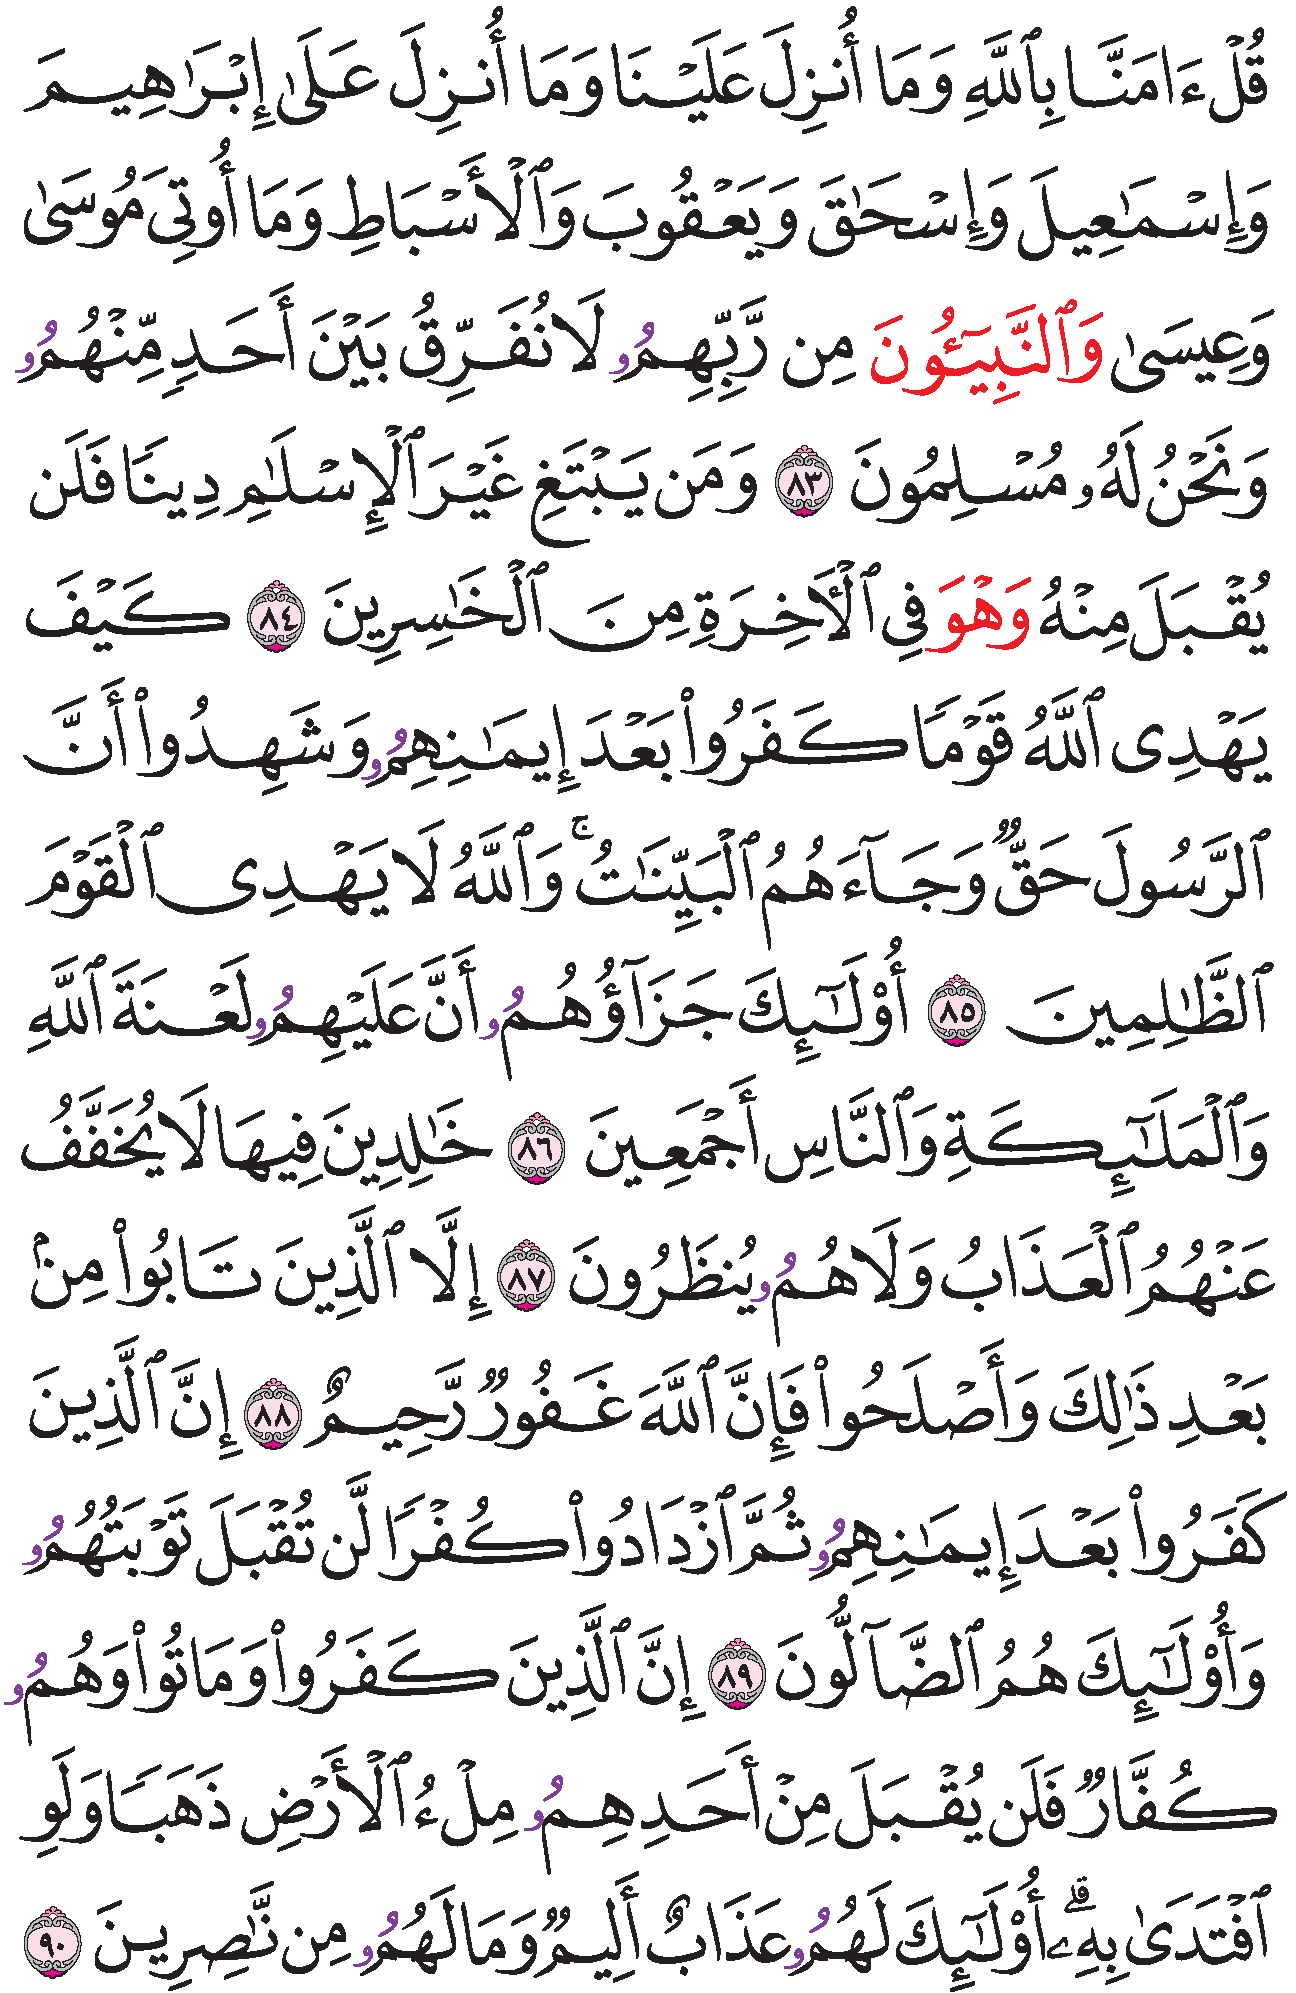 قُلۡ ءَامَنَّا بِٱللَّهِ وَمَا أُنزِلَ عَلَيۡنَا وَمَا أُنزِلَ عَلَىٰ إِبۡرَٰهِيمَ
وَإِسۡمَٰعِيلَ وَإِسۡحَٰقَ وَيَعۡقُوبَ وَٱلۡأَسۡبَاطِ وَمَا أُوتِيَ مُوسَىٰ
وَعِيسَىٰ وَٱلنَّبِيٓـُٔونَ مِن رَّبِّهِمُۥ لَا نُفَرِّقُ بَيۡنَ أَحَدٍ مِّنۡهُمُۥ
وَنَحۡنُ لَهُۥ مُسۡلِمُونَ ٨٣ وَمَن يَبۡتَغِ غَيۡرَ ٱلۡإِسۡلَٰمِ دِينًا فَلَن
يُقۡبَلَ مِنۡهُ وَهۡوَ فِي ٱلۡأَخِرَةِ مِنَ ٱلۡخَٰسِرِينَ ٨٤ كَيۡفَ
يَهۡدِي ٱللَّهُ قَوۡمًا كَفَرُواْ بَعۡدَ إِيمَٰنِهِمُۥ وَشَهِدُواْ أَنَّ
ٱلرَّسُولَ حَقٌّ وَجَآءَهُمُ ٱلۡبَيِّنَٰتُۚ وَٱللَّهُ لَا يَهۡدِي ٱلۡقَوۡمَ
ٱلظَّٰلِمِينَ ٨٥ أُوْلَٰٓئِكَ جَزَآؤُهُمُۥ أَنَّ عَلَيۡهِمُۥ لَعۡنَةَ ٱللَّهِ
وَٱلۡمَلَٰٓئِكَةِ وَٱلنَّاسِ أَجۡمَعِينَ ٨٦ خَٰلِدِينَ فِيهَا لَا يُخَفَّفُ
عَنۡهُمُ ٱلۡعَذَابُ وَلَا هُمُۥ يُنظَرُونَ ٨٧ إِلَّا ٱلَّذِينَ تَابُواْ مِنۢ
بَعۡدِ ذَٰلِكَ وَأَصۡلَحُواْ فَإِنَّ ٱللَّهَ غَفُورٌ رَّحِيمٌ ٨٨ إِنَّ ٱلَّذِينَ
كَفَرُواْ بَعۡدَ إِيمَٰنِهِمُۥ ثُمَّ ٱزۡدَادُواْ كُفۡرًا لَّن تُقۡبَلَ تَوۡبَتُهُمُۥ
وَأُوْلَٰٓئِكَ هُمُ ٱلضَّآلُّونَ ٨٩ إِنَّ ٱلَّذِينَ كَفَرُواْ وَمَاتُواْ وَهُمُۥ
كُفَّارٌ فَلَن يُقۡبَلَ مِنۡ أَحَدِهِمُۥ مِلۡءُ ٱلۡأَرۡضِ ذَهَبًا وَلَوِ
ٱفۡتَدَىٰ بِهِۦۗ أُوْلَٰٓئِكَ لَهُمُۥ عَذَابٌ أَلِيمٌ وَمَا لَهُمُۥ مِن نَّٰصِرِينَ ٩٠